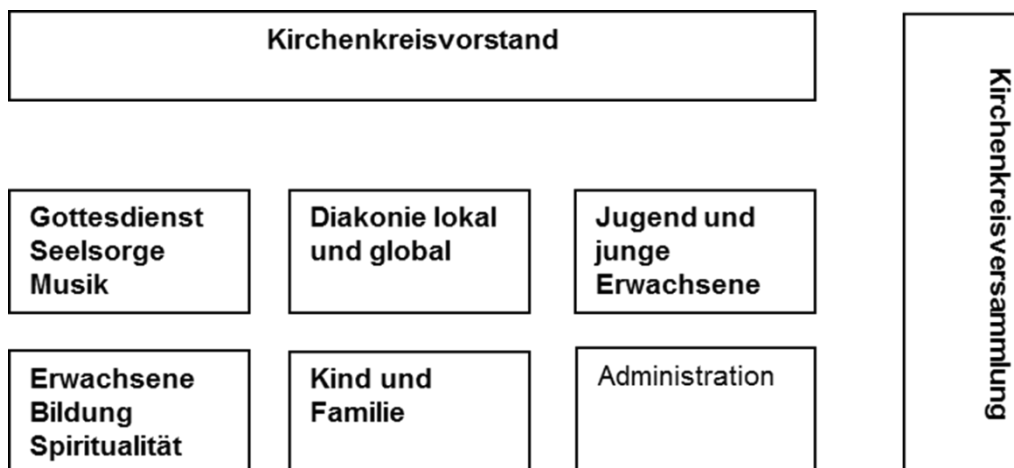 Kirchenkreisvorstand
Gottesdienst
Seelsorge
Musik
Diakonie lokal
und global
Jugend und
junge
Erwachsene
Erwachsene
Bildung
Spiritualität
Kind und
Familie
Administration
Kirchenkreisversammlung